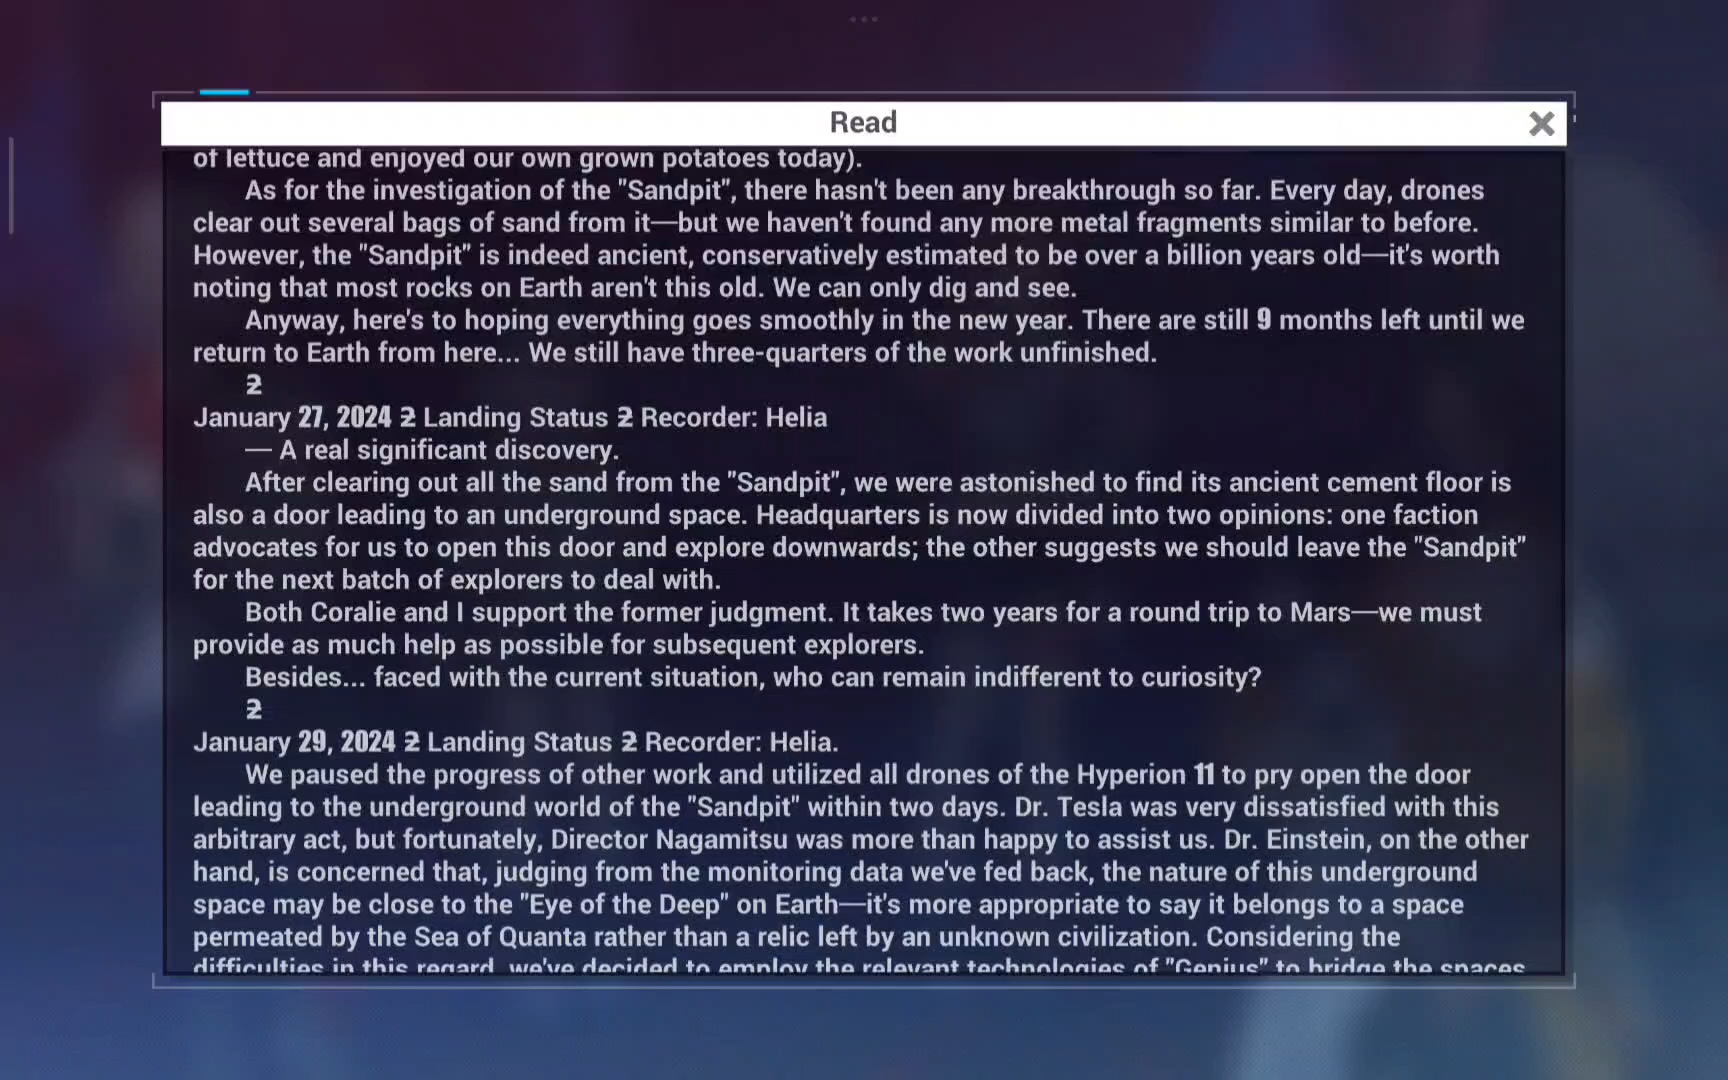 Read
of lettuce and enjoyed our own grown potatoes today).
As for the investigation of the "Sandpit", there hasn't been any breakthrough so far. Every day, drones
clear out several bags of sand from it—but we haven't found any more metal fragments similar to before.
However, the "Sandpit" is indeed ancient, conservatively estimated to be over a billion years old—it's worth
noting that most rocks on Earth aren't this old. We can only dig and see.
Anyway, here's to hoping everything goes smoothly in the new year. There are still 9 months left until we
return to Earth from here... We still have three-quarters of the work unfinished.
2
January 27, 2024 2 Landing Status 2 Recorder: Helia
— A real significant discovery.
After clearing out all the sand from the "Sandpit", we were astonished to find its ancient cement floor is
also a door leading to an underground space. Headquarters is now divided into two opinions: one faction
advocates for us to open this door and explore downwards; the other suggests we should leave the "Sandpit"
for the next batch of explorers to deal with.
Both Coralie and I support the former judgment. It takes two years for a round trip to Mars—we must
provide as much help as possible for subsequent explorers.
Besides... faced with the current situation, who can remain indifferent to curiosity?
2
January 29, 2024 2 Landing Status 2 Recorder: Helia.
We paused the progress of other work and utilized all drones of the Hyperion 11 to pry open the door
leading to the underground world of the "Sandpit" within two days. Dr. Tesla was very dissatisfied with this
arbitrary act, but fortunately, Director Nagamitsu was more than happy to assist us. Dr. Einstein, on the other
hand, is concerned that, judging from the monitoring data we've fed back, the nature of this underground
space may be close to the "Eye of the Deep" on Earth—it's more appropriate to say it belongs to a space
permeated by the Sea of Quanta rather than a relic left by an unknown civilization. Considering the
difficulties in this regard, we've decided to employ the relevant technologies of "Genius" to bridge the spaces